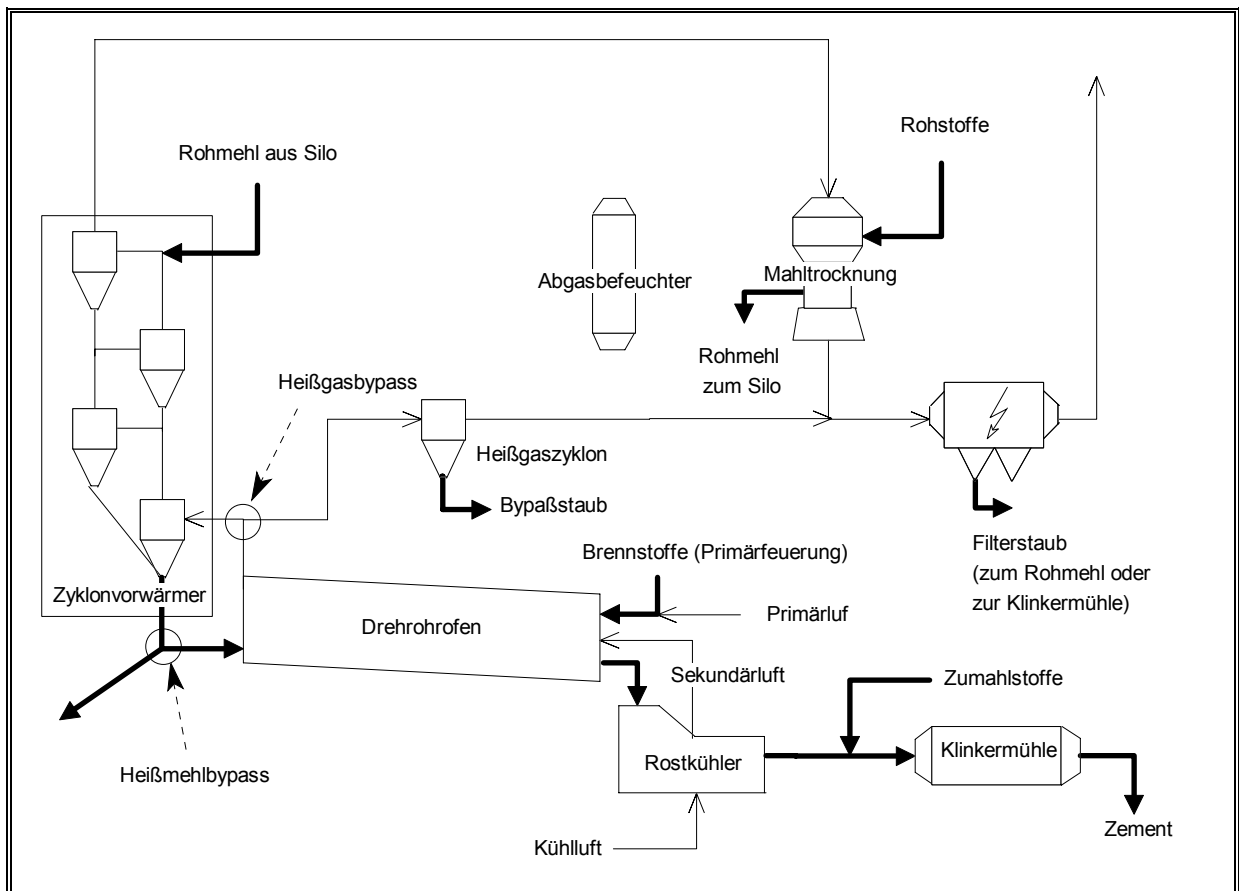 Rohstoffe
Rohmehl aus Silo
Abgasbefeuchter
Mahltrocknung
Rohmehl
zum Silo
Heißgasbypass
Heißgaszyklon
Bypaßstaub
Filterstaub
(zum Rohmehl oder
zur Klinkermühle)
Brennstoffe (Primärfeuerung)
Zyklonvorwärmer
Primärluf
Drehrohrofen
Sekundärluft
Zumahlstoffe
Heißmehlbypass
Rostkühler
Klinkermühle
Kühlluft
Zement